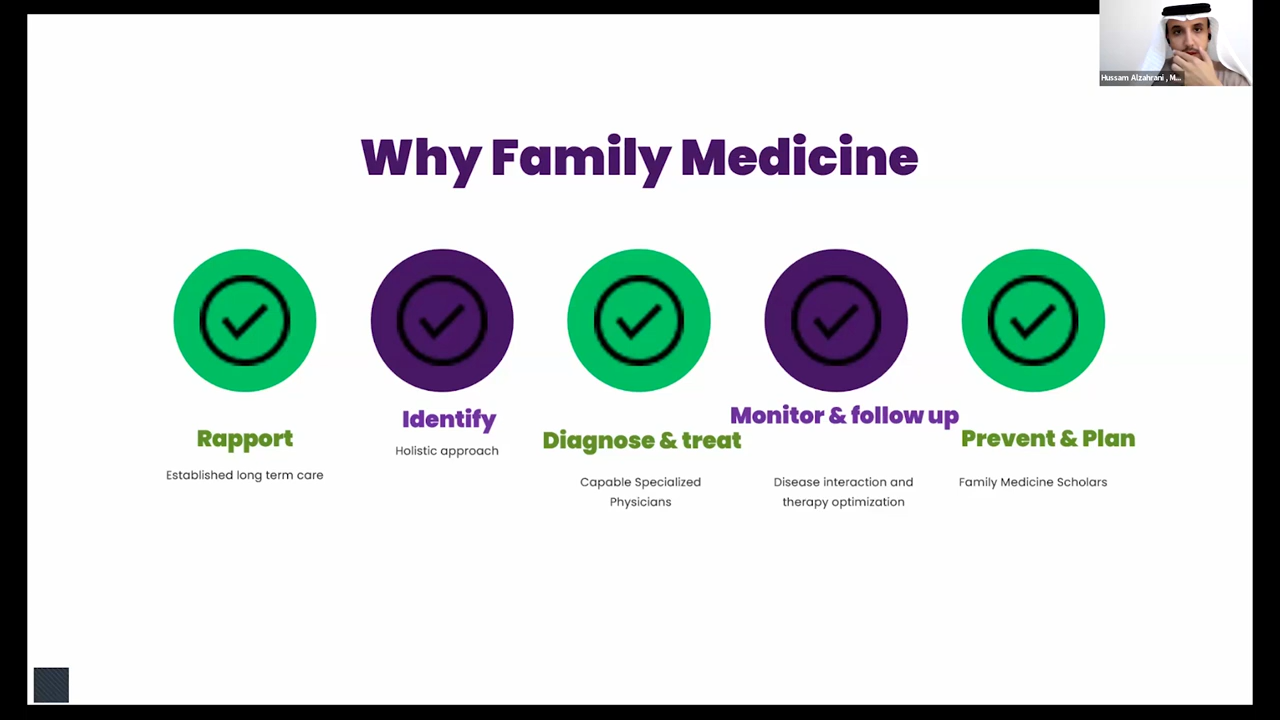 Hussam Alzahrani , M...
Why Family Medicine
Rapport
Established long term care
Identify
Holistic approach
Diagnose & treat
Capable Specialized
Physicians
Monitor & follow up
Disease interaction and
therapy optimization
Prevent & Plan
Family Medicine Scholars